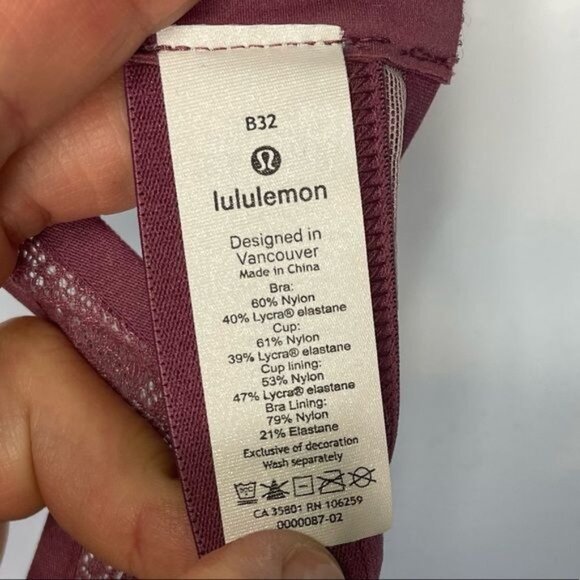 B32
lululemon
Designed in
Vancouver
Made in China
Bra:
60% Nylon
40% Lycra® elastane
Cup:
61% Nylon
39% Lycra® elastane
Cup lining:
53% Nylon
47% Lycra® elastane
Bra Lining:
79% Nylon
21% Elastane
Exclusive of decoration
Wash separately
CA 35801 RN 106259
0000087-02